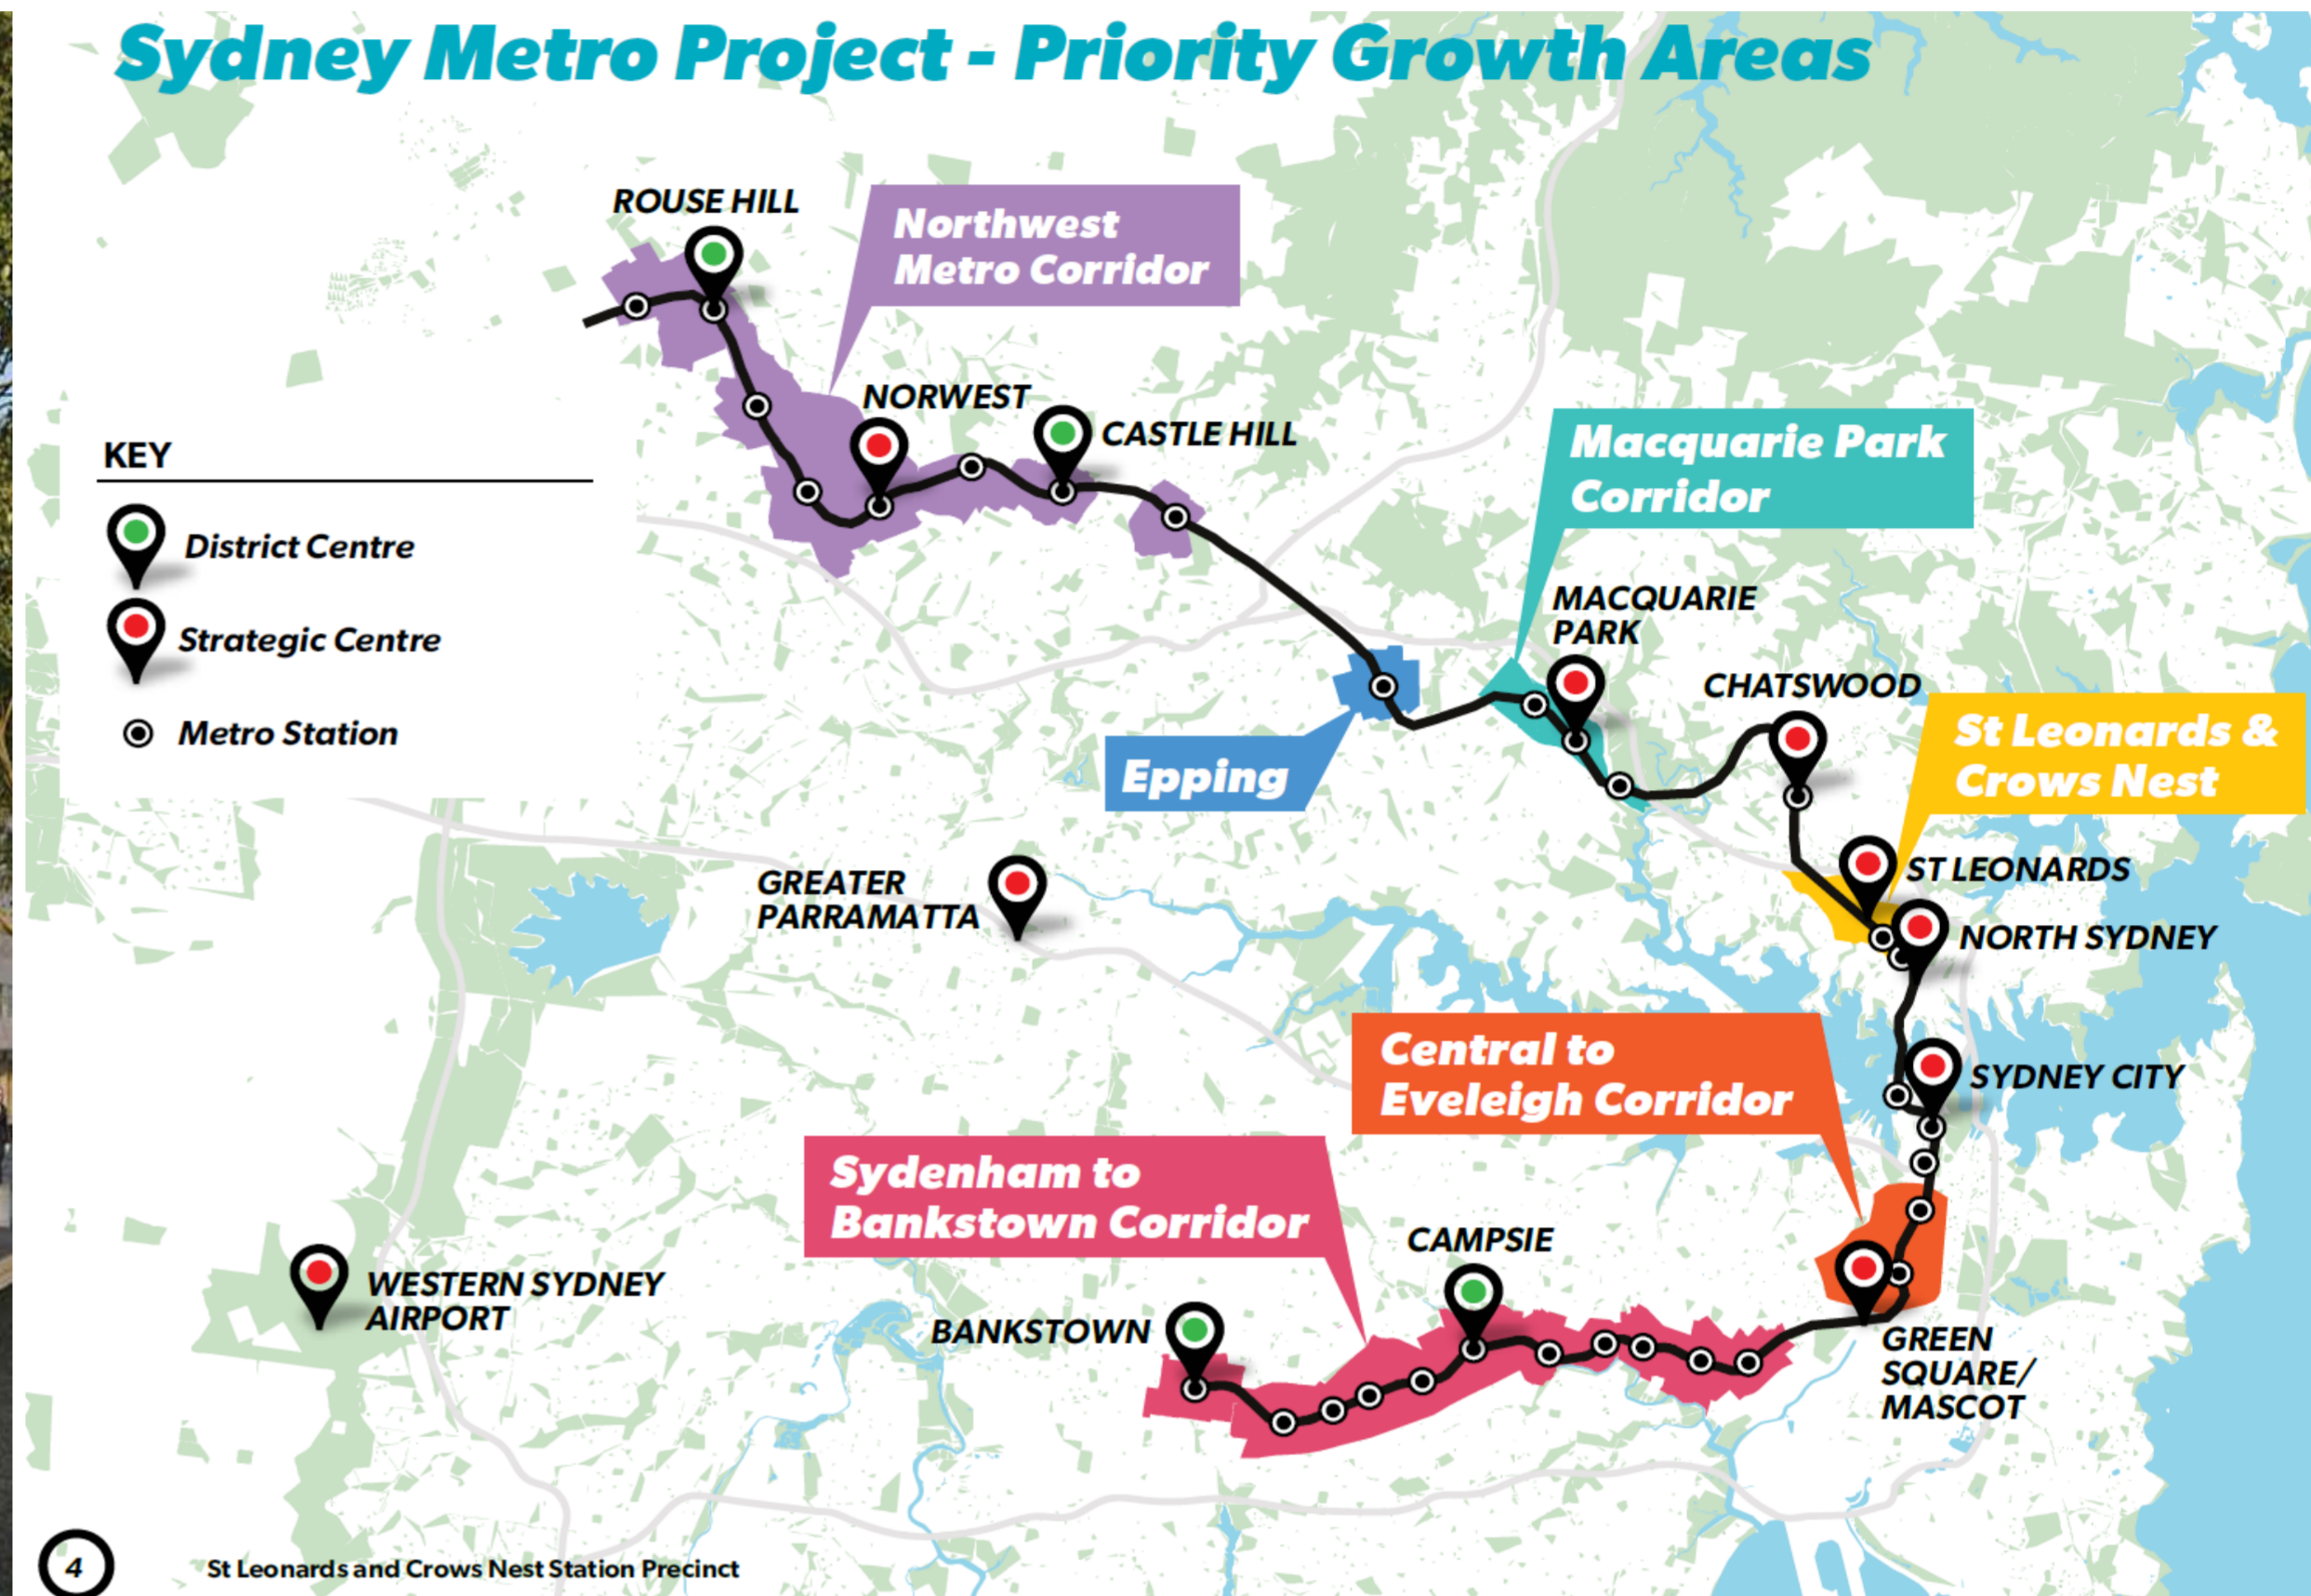 Sydney Metro Project - Priority Growth Areas
ROUSE HILL
Northwest
Metro Corridor
NORWEST
CASTLE HILL
KEY
District Centre
Strategic Centre
Metro Station
Macquarie Park
Corridor
MACQUARIE
PARK
CHATSWOOD
St Leonards &
Crows Nest
Epping
ST LEONARDS
GREATER
PARRAMATTA
NORTH SYDNEY
Central to
Eveleigh Corridor
SYDNEY CITY
Sydenham to
Bankstown Corridor
CAMPSIE
WESTERN SYDNEY
AIRPORT
BANKSTOWN
GREEN
SQUARE/
MASCOT
4
St Leonards and Crows Nest Station Precinct